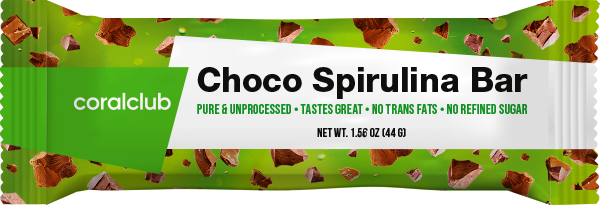 coralclub
Choco Spirulina Bar
PURE & UNPROCESSED • TASTES GREAT • NO TRANS FATS • NO REFINED SUGAR
NET WT. 1.56 OZ (44 G)